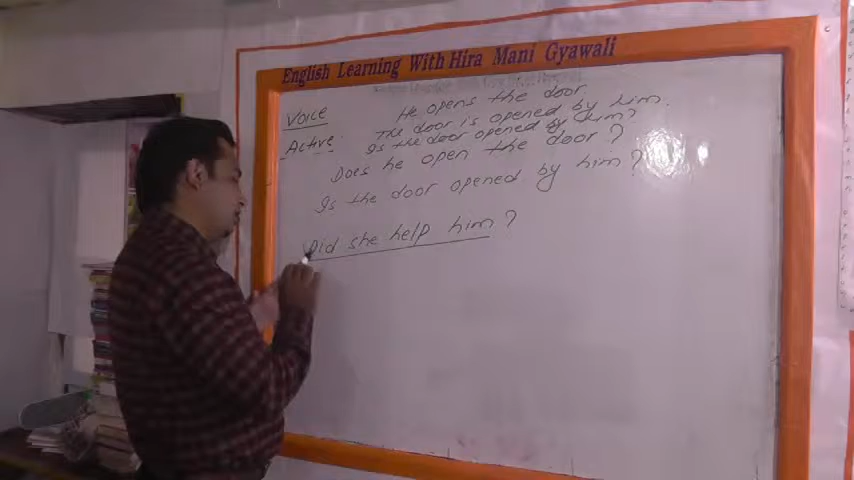 English Learning With Hira Mani Gyawali
Voice
He opens the door.
Active.
The door is opened by him.
Is the door opened by him?
Does he open the door?
Is the door opened by him?
Did she help him?